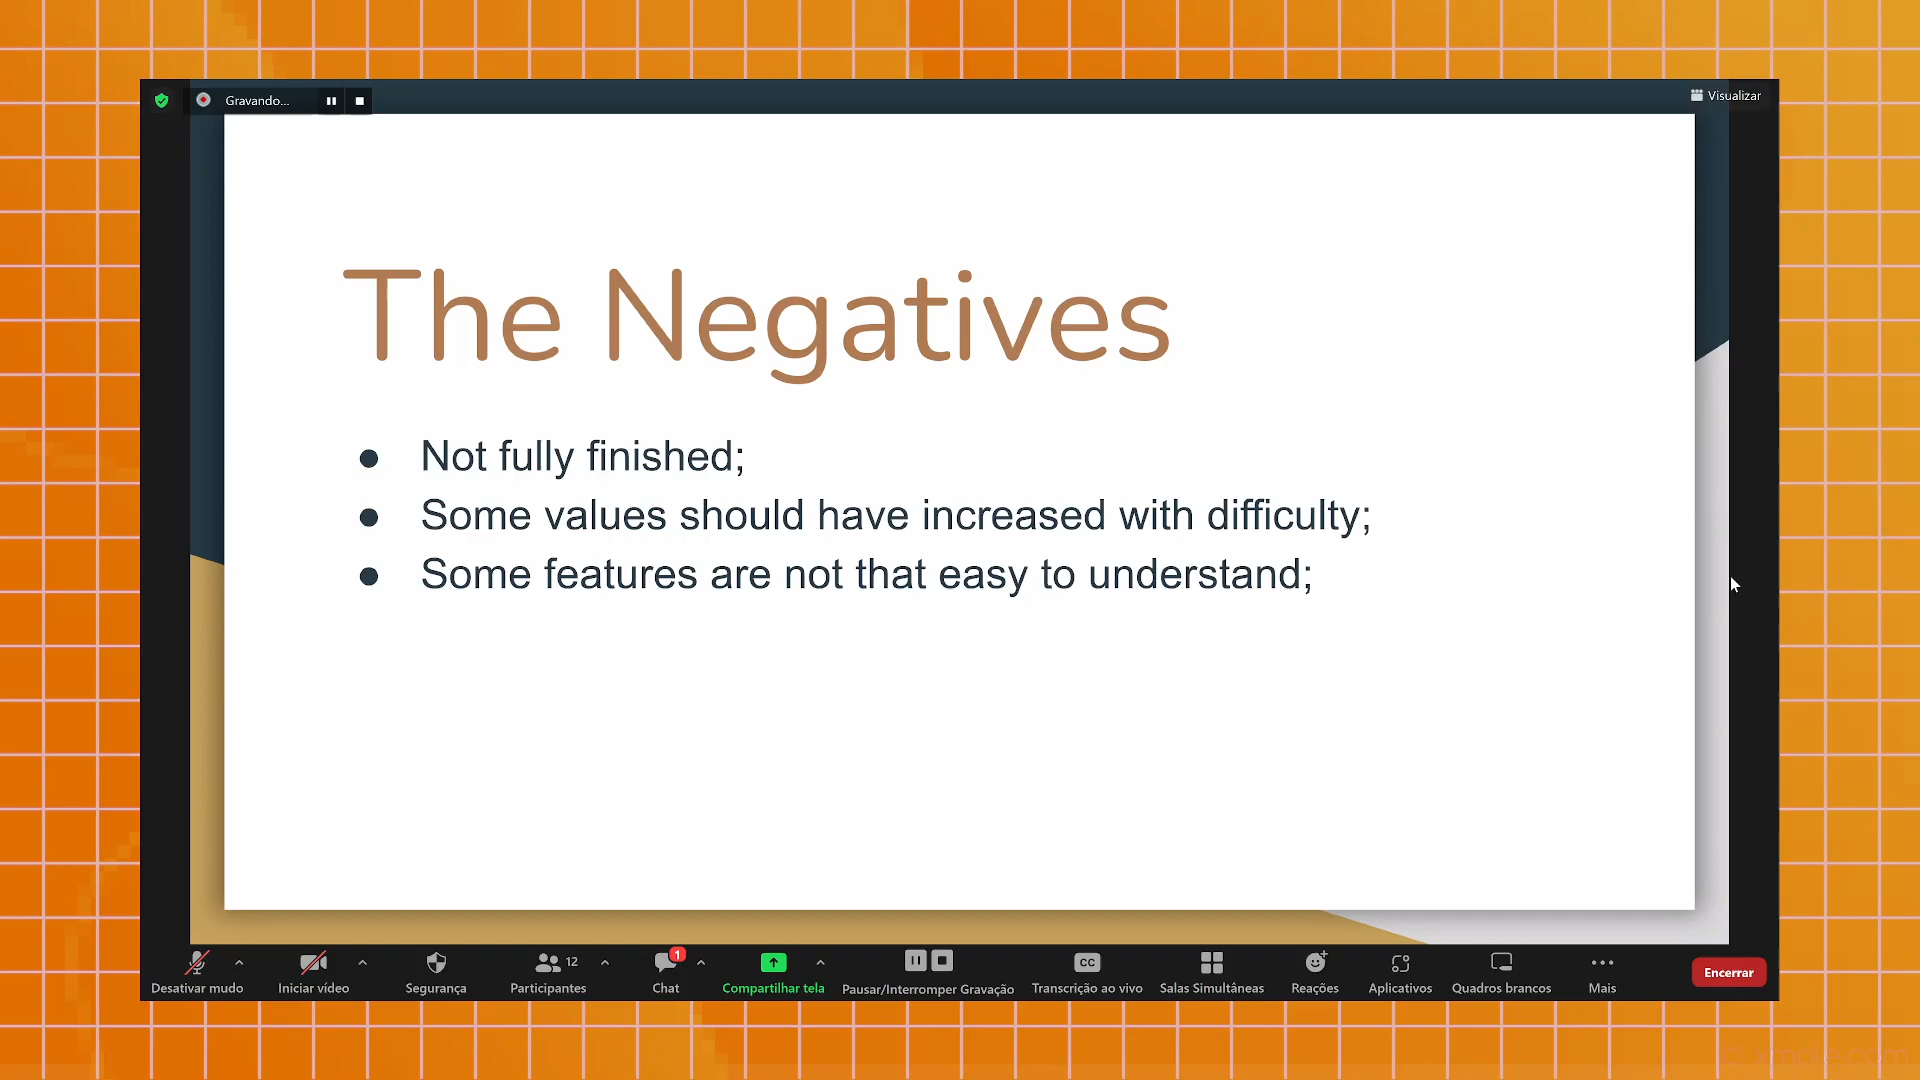 Gravando...
Visualizar
The Negatives
● Not fully finished;
● Some values should have increased with difficulty;
● Some features are not that easy to understand;
12
1
CC
Desativar mudo
Iniciar vídeo
Segurança
Participantes
Chat
Compartilhar tela
Pausar/Interromper Gravação
Transcrição ao vivo
Salas Simultâneas
Reações
Aplicativos
Quadros brancos
Mais
Encerrar